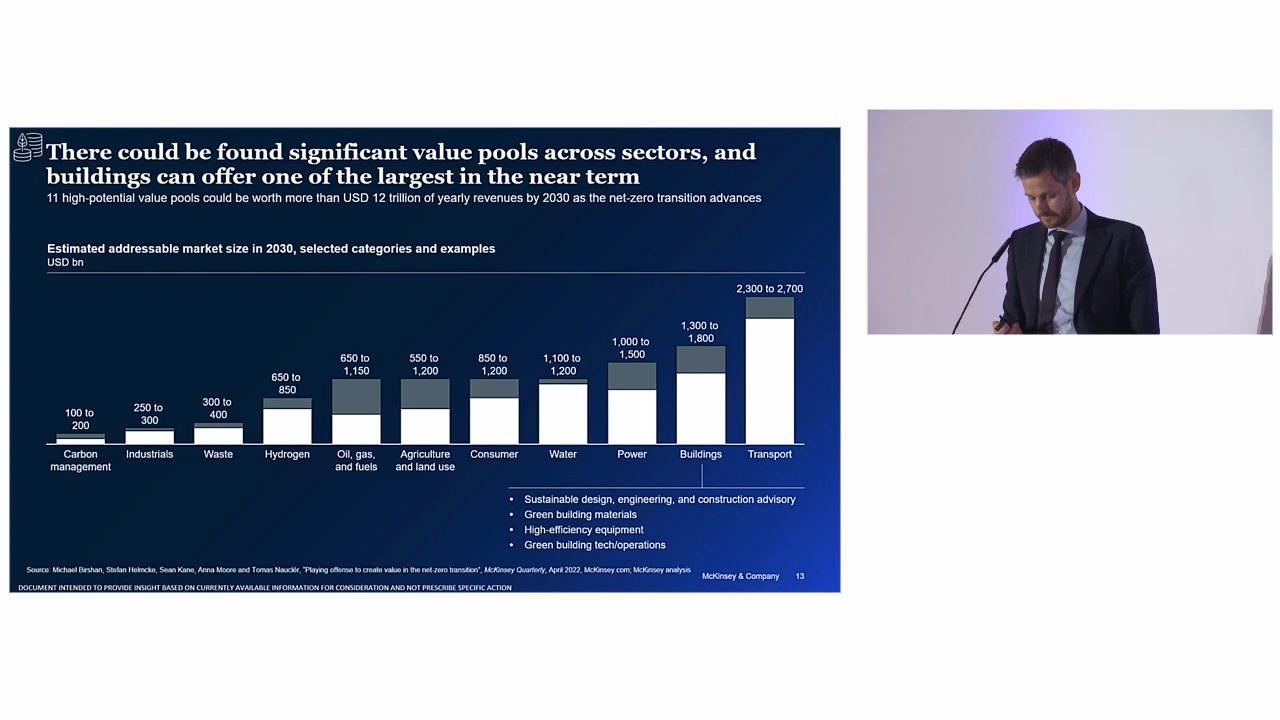 There could be found significant value pools across sectors, and
buildings can offer one of the largest in the near term
11 high-potential value pools could be worth more than USD 12 trillion of yearly revenues by 2030 as the net-zero transition advances
Estimated addressable market size in 2030, selected categories and examples
USD bn
100 to
200
250 to
300
300 to
400
650 to
850
650 to
1,150
550 to
1,200
850 to
1,200
1,100 to
1,200
1,000 to
1,500
1,300 to
1,800
2,300 to 2,700
Carbon
management
Industrials
Waste
Hydrogen
Oil, gas,
and fuels
Agriculture
and land use
Consumer
Water
Power
Buildings
Transport
• Sustainable design, engineering, and construction advisory
• Green building materials
• High-efficiency equipment
• Green building tech/operations
Source: Michael Birshan, Stefan Helmcke, Sean Kane, Anna Moore and Tomas Nauclér, "Playing offense to create value in the net-zero transition", McKinsey Quarterly, April 2022, McKinsey.com; McKinsey analysis
McKinsey & Company 13
DOCUMENT INTENDED TO PROVIDE INSIGHT BASED ON CURRENTLY AVAILABLE INFORMATION FOR CONSIDERATION AND NOT PRESCRIBE SPECIFIC ACTION